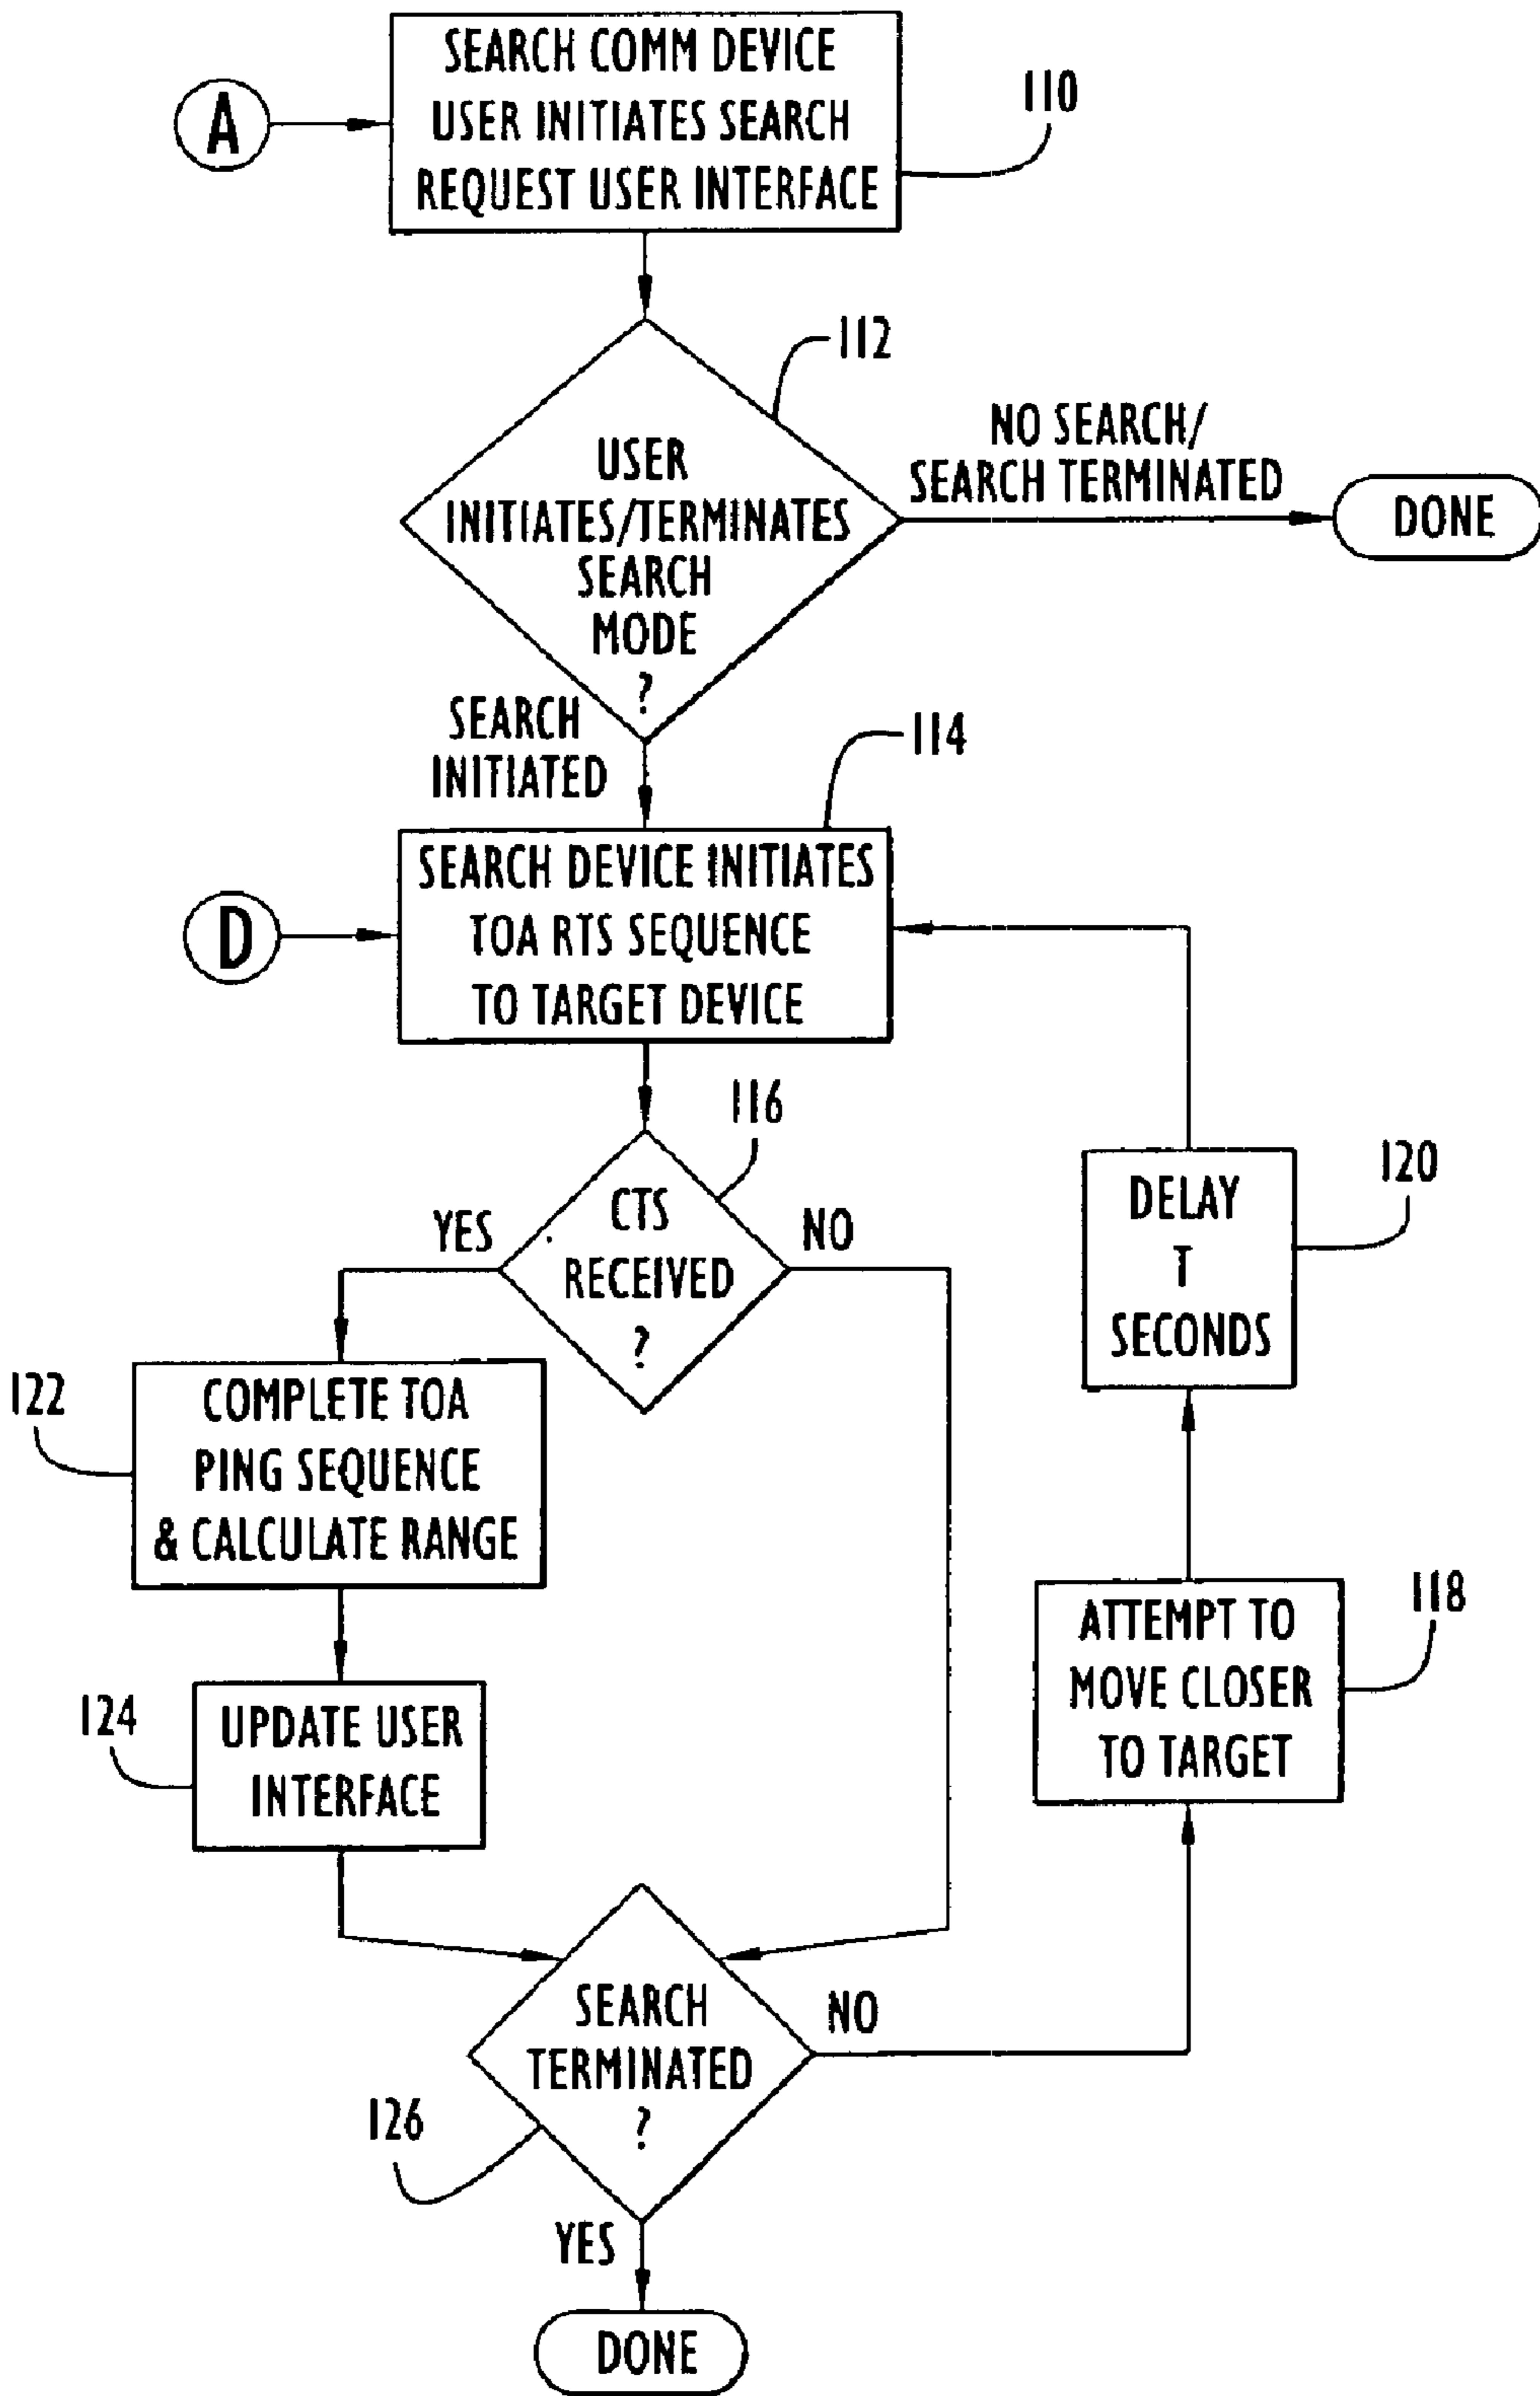 SEARCH COMM DEVICE
USER INITIATES SEARCH
REQUEST USER INTERFACE
110
A
112
USER
INITIATES/TERMINATES
SEARCH
MODE
?
NO SEARCH/
SEARCH TERMINATED
DONE
SEARCH
INITIATED
114
SEARCH DEVICE INITIATES
TOA RTS SEQUENCE
TO TARGET DEVICE
D
116
CTS
RECEIVED
?
YES
NO
120
DELAY
T
SECONDS
122
COMPLETE TOA
PING SEQUENCE
& CALCULATE RANGE
118
ATTEMPT TO
MOVE CLOSER
TO TARGET
124
UPDATE USER
INTERFACE
SEARCH
TERMINATED
?
NO
126
YES
DONE